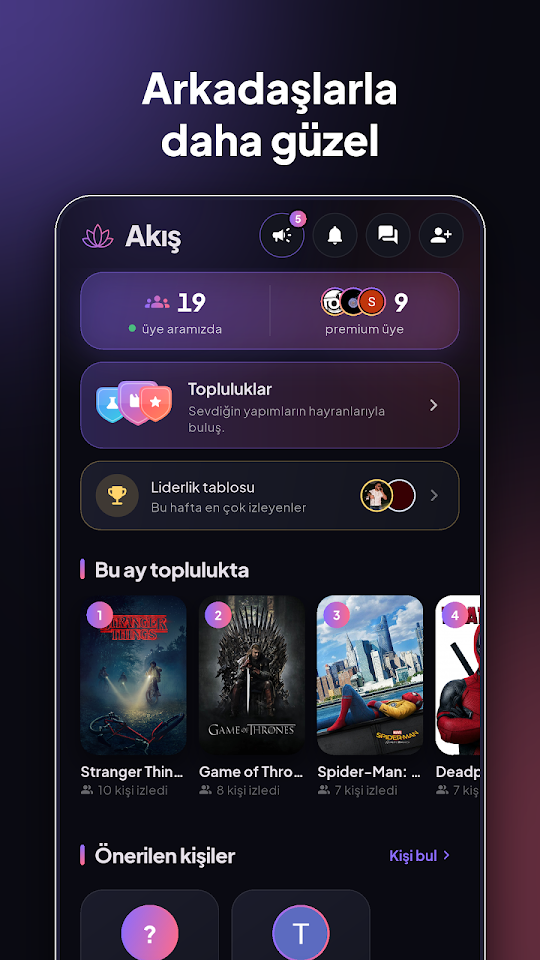 Arkadaşlarla
daha güzel
Akış
5
19
üye aramızda
S
9
premium üye
Topluluklar
Sevdiğin yapımların hayranlarıyla
buluş.
Liderlik tablosu
Bu hafta en çok izleyenler
Bu ay toplulukta
1
STRANGER
THINGS
2
GAME OF THRONES
3
SPIDER-MAN
4
Stranger Thin...
Game of Thro...
Spider-Man: ...
Deadp
10 kişi izledi
8 kişi izledi
7 kişi izledi
7 kiş
Önerilen kişiler
Kişi bul
?
T